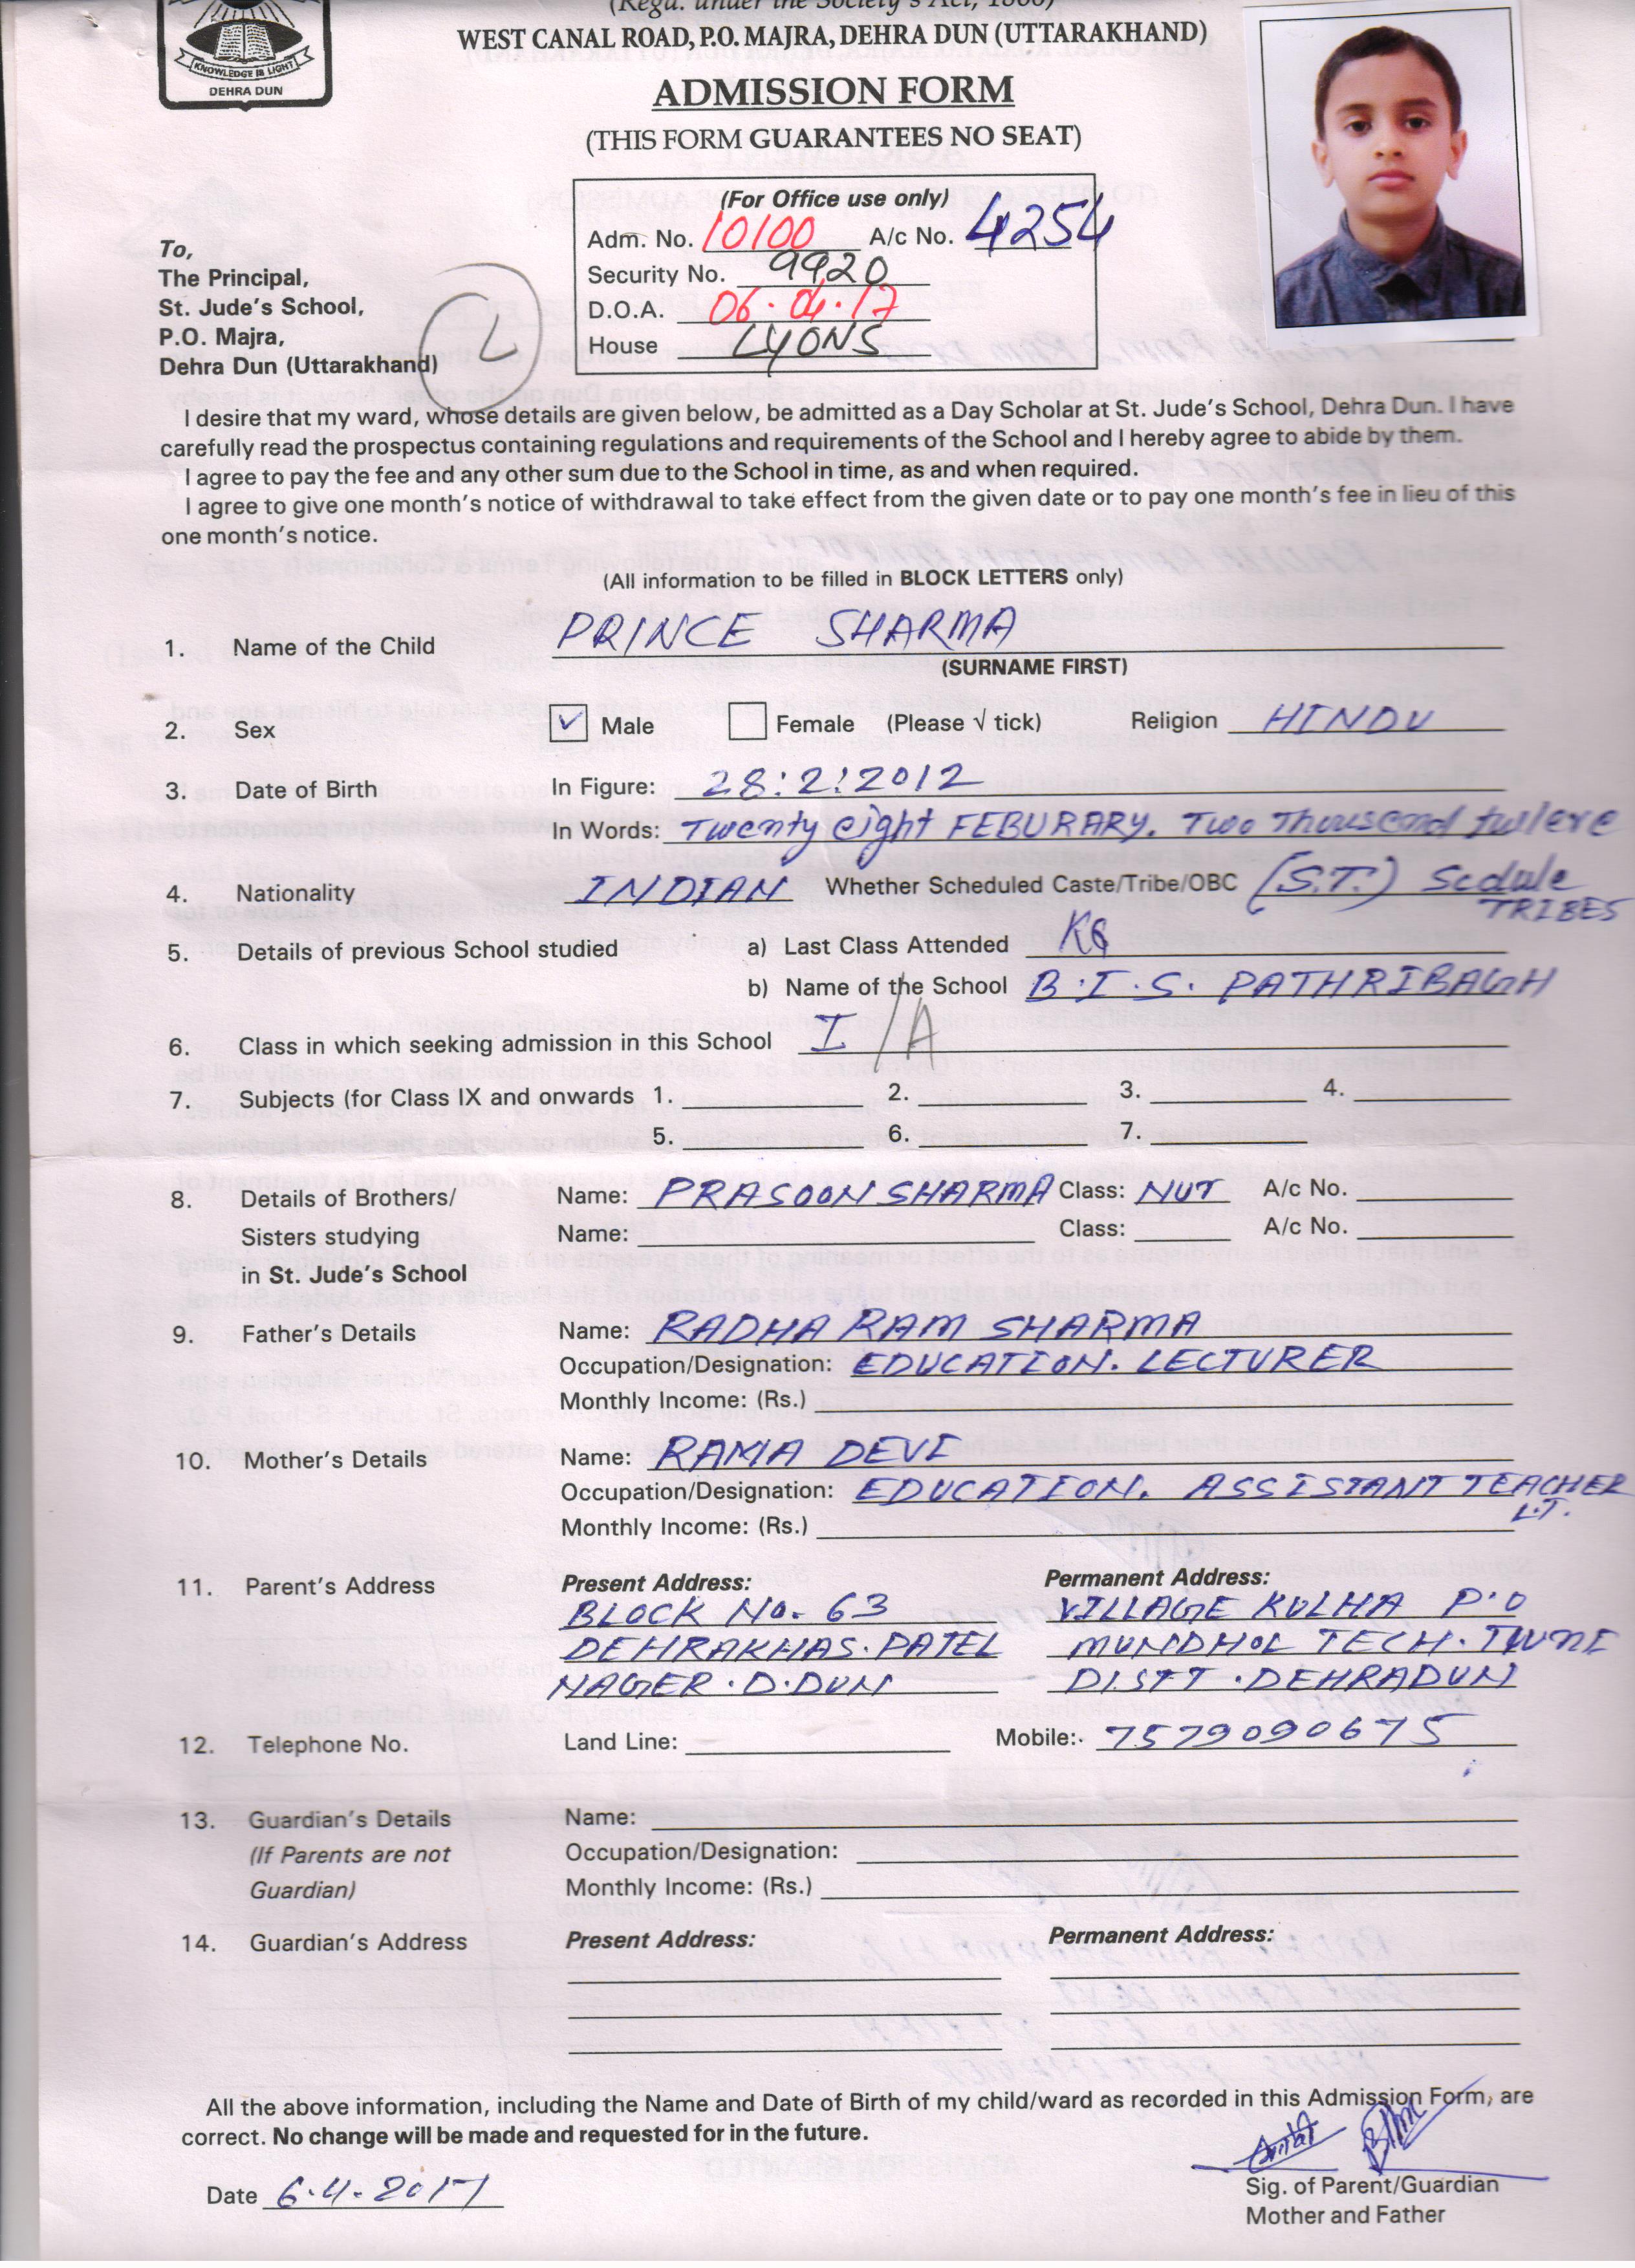 (Regd. under the Society's Act, 1860)
WEST CANAL ROAD, P.O. MAJRA, DEHRA DUN (UTTARAKHAND)
KNOWLEDGE IS LIGHT
DEHRA DUN
ADMISSION FORM
(THIS FORM GUARANTEES NO SEAT)
(For Office use only)
Adm. No. 10100 A/c No. 4254
Security No. 9920
D.O.A. 06.04.17
House LYONS
To,
The Principal,
St. Jude's School,
P.O. Majra,
Dehra Dun (Uttarakhand)
I desire that my ward, whose details are given below, be admitted as a Day Scholar at St. Jude's School, Dehra Dun. I have
carefully read the prospectus containing regulations and requirements of the School and I hereby agree to abide by them.
I agree to pay the fee and any other sum due to the School in time, as and when required.
I agree to give one month's notice of withdrawal to take effect from the given date or to pay one month's fee in lieu of this
one month's notice.
(All information to be filled in BLOCK LETTERS only)
1. Name of the Child PRINCE SHARMA
(SURNAME FIRST)
2. Sex ✓ Male Female (Please √ tick) Religion HINDU
3. Date of Birth In Figure: 28:2:2012
In Words: Twenty eight FEBURARY. Two Thousend twlere
4. Nationality INDIAN Whether Scheduled Caste/Tribe/OBC (S.T.) Scdule
TRIBES
5. Details of previous School studied a) Last Class Attended KG
b) Name of the School B.I.S. PATHRIBAGH
6. Class in which seeking admission in this School I /A
7. Subjects (for Class IX and onwards 1. 2. 3. 4.
5. 6. 7.
8. Details of Brothers/ Name: PRASOON SHARMA Class: NUT A/c No.
Sisters studying Name: Class: A/c No.
in St. Jude's School
9. Father's Details Name: RADHA RAM SHARMA
Occupation/Designation: EDUCATION. LECTURER
Monthly Income: (Rs.)
10. Mother's Details Name: RAMA DEVI
Occupation/Designation: EDUCATION. ASSISTANT TEACHER
L.T.
Monthly Income: (Rs.)
11. Parent's Address Present Address: Permanent Address:
BLOCK No. 63 VILLAGE KULHA P.O
DEHRAKHAS. PATEL MUNDHOL TECH. TWUNE
NAGER . D. DUN DISTT . DEHRADUN
12. Telephone No. Land Line: Mobile: 7579090675
13. Guardian's Details Name:
(If Parents are not Occupation/Designation:
Guardian) Monthly Income: (Rs.)
14. Guardian's Address Present Address: Permanent Address:
All the above information, including the Name and Date of Birth of my child/ward as recorded in this Admission Form, are
correct. No change will be made and requested for in the future.
Date 6.4.2017
Sig. of Parent/Guardian
Mother and Father